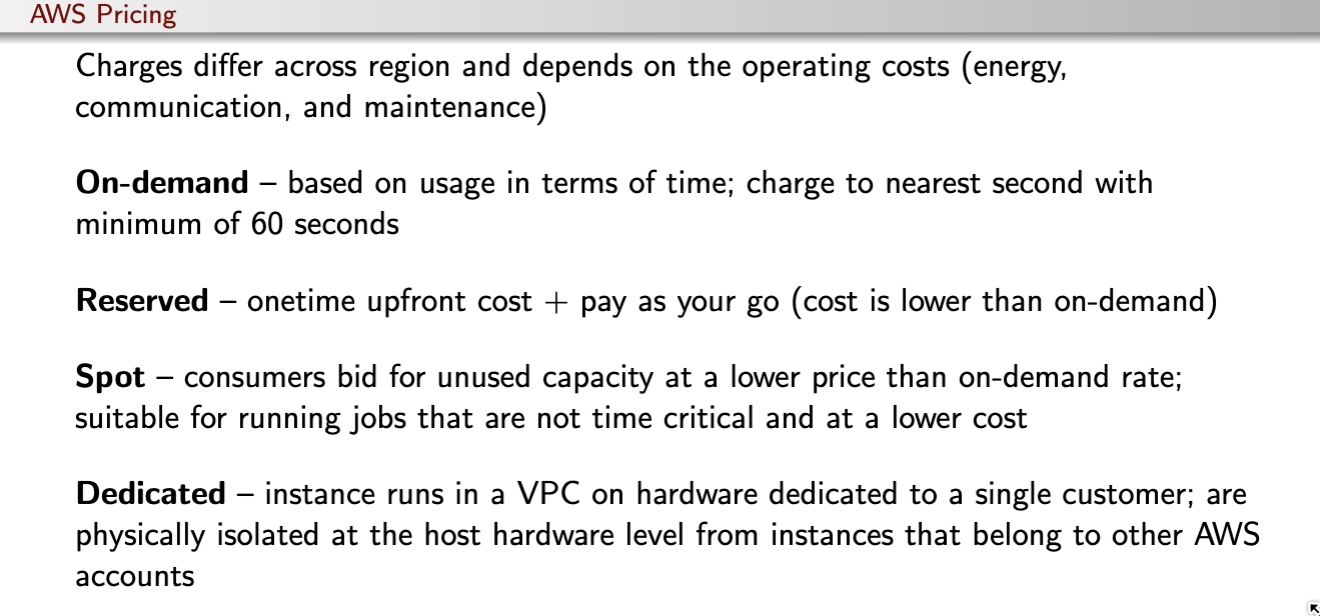 AWS Pricing
Charges differ across region and depends on the operating costs (energy,
communication, and maintenance)
On-demand – based on usage in terms of time; charge to nearest second with
minimum of 60 seconds
Reserved – onetime upfront cost + pay as your go (cost is lower than on-demand)
Spot – consumers bid for unused capacity at a lower price than on-demand rate;
suitable for running jobs that are not time critical and at a lower cost
Dedicated – instance runs in a VPC on hardware dedicated to a single customer; are
physically isolated at the host hardware level from instances that belong to other AWS
accounts